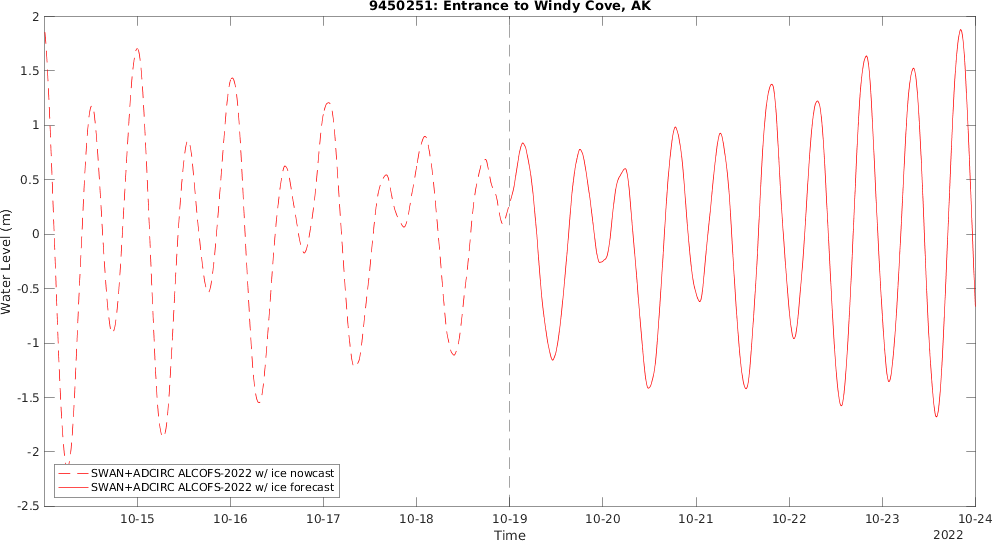 9450251: Entrance to Windy Cove, AK
Water Level (m)
2
1.5
1
0.5
0
-0.5
-1
-1.5
-2
-2.5
SWAN+ADCIRC ALCOFS-2022 w/ ice nowcast
SWAN+ADCIRC ALCOFS-2022 w/ ice forecast
10-15 10-16 10-17 10-18 10-19 10-20 10-21 10-22 10-23 10-24
Time
2022